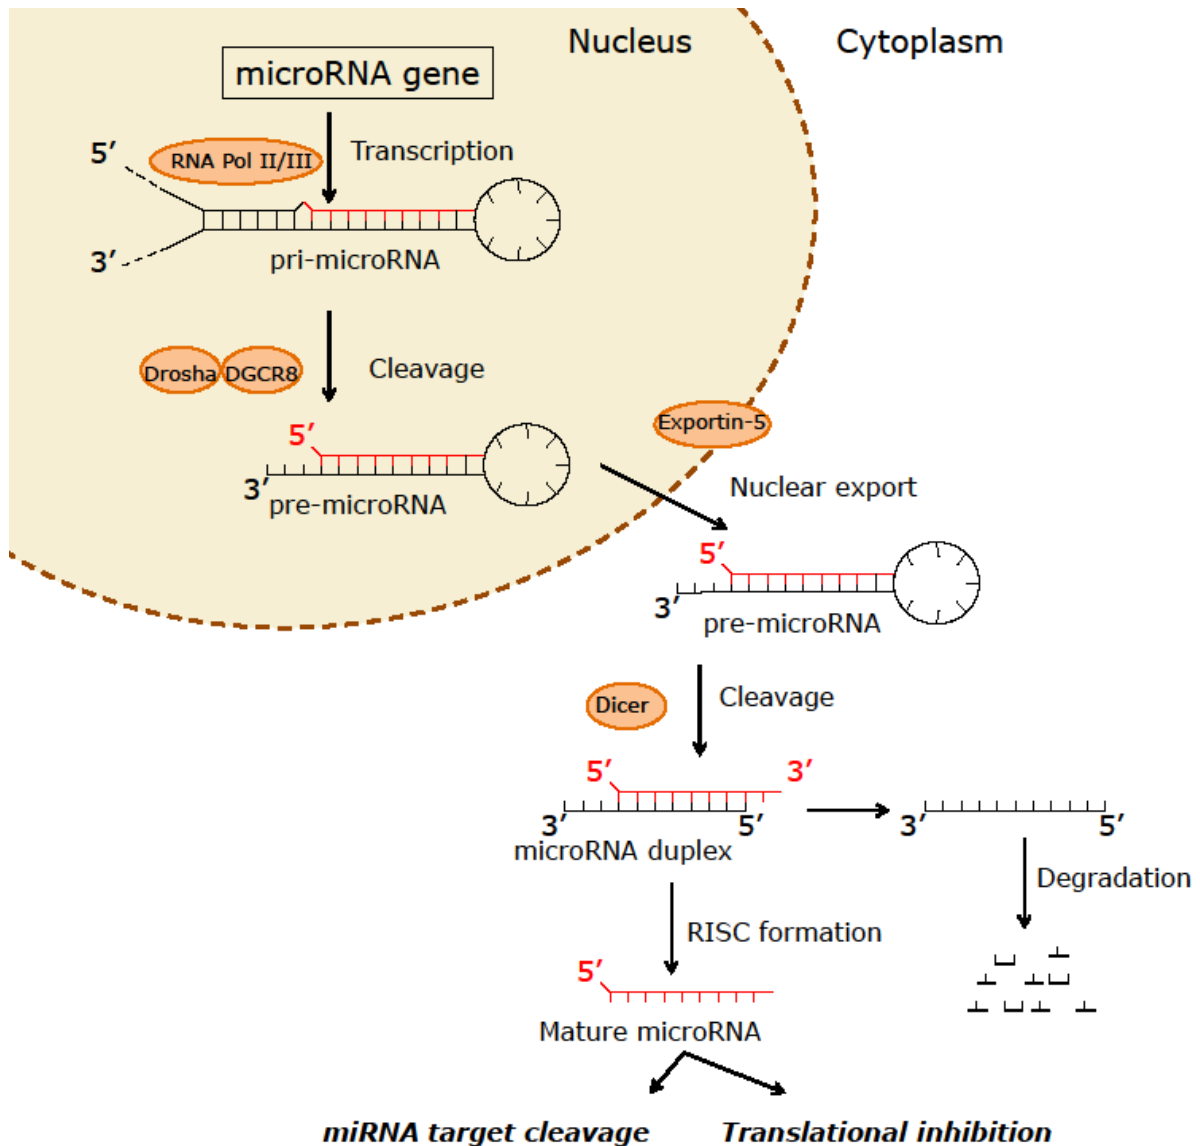 Nucleus
Cytoplasm
microRNA gene
5’
RNA Pol II/III
Transcription
3’
pri-microRNA
Drosha
DGCR8
Cleavage
Exportin-5
5’
3’
pre-microRNA
Nuclear export
5’
3’
pre-microRNA
Dicer
Cleavage
5’
3’
3’
5’
microRNA duplex
3’
5’
Degradation
RISC formation
5’
Mature microRNA
miRNA target cleavage
Translational inhibition